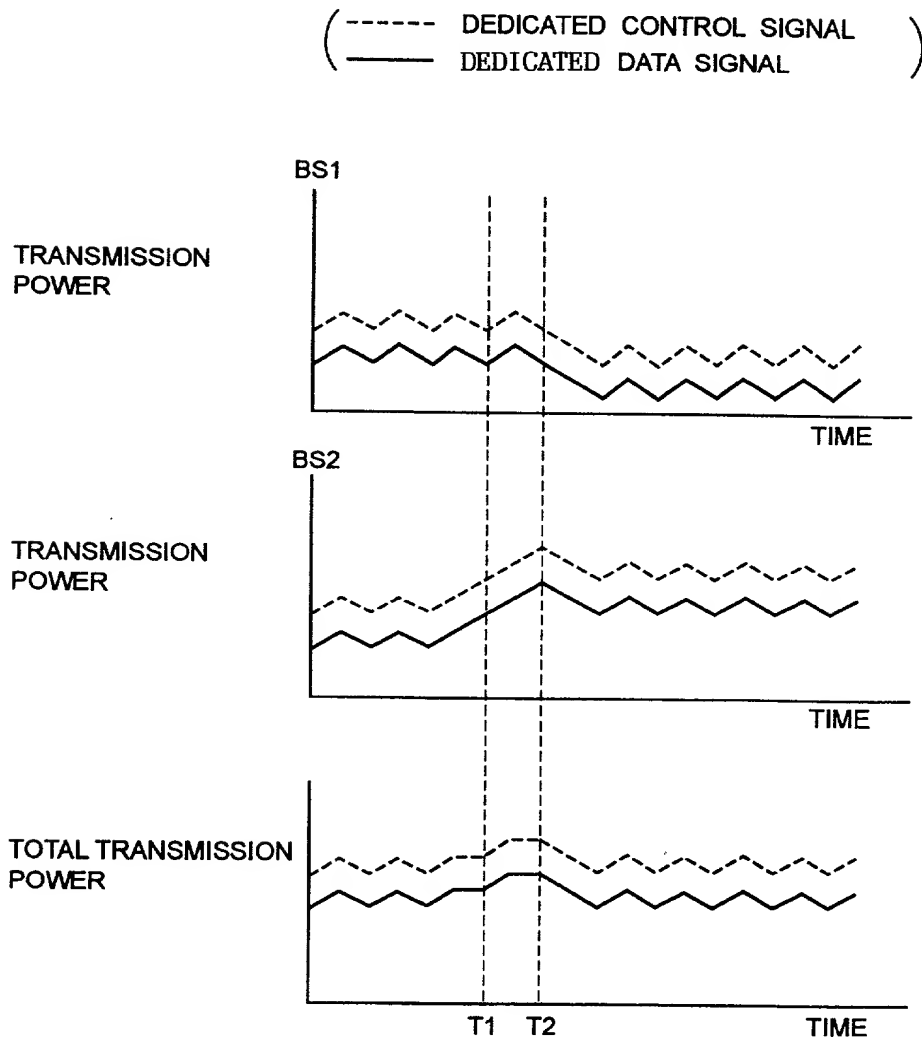 DEDICATED CONTROL SIGNAL
DEDICATED DATA SIGNAL
BS1
TRANSMISSION
POWER
TIME
BS2
TRANSMISSION
POWER
TIME
TOTAL TRANSMISSION
POWER
T1 T2 TIME